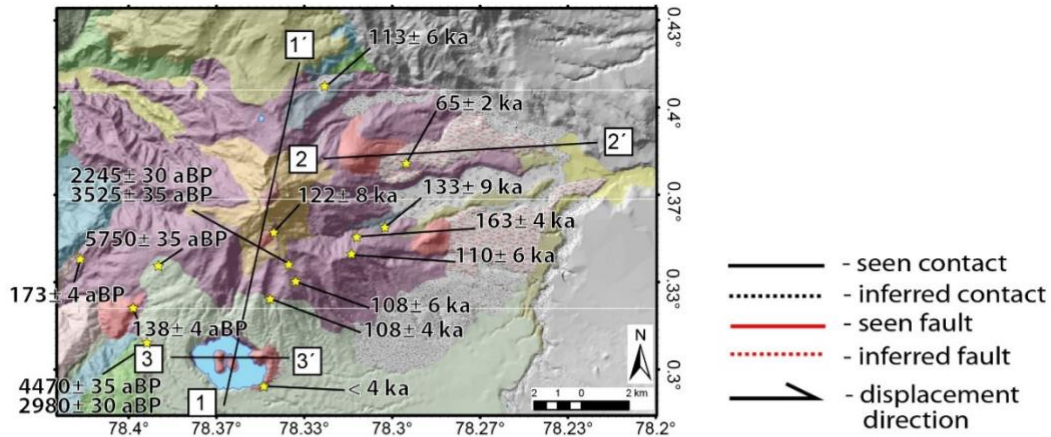 0.43°
1´
113± 6 ka
0.4°
65± 2 ka
2
2´
2245± 30 aBP
3525± 35 aBP
122± 8 ka
133± 9 ka
0.37°
163± 4 ka
5750± 35 aBP
110± 6 ka
173± 4 aBP
108± 6 ka
0.33°
138± 4 aBP
108± 4 ka
N
3
3´
4470± 35 aBP
2980± 30 aBP
< 4 ka
0.3°
1
2 1 0 2 km
78.4° 78.37° 78.33° 78.3° 78.27° 78.23° 78.2°
- seen contact
- inferred contact
- seen fault
- inferred fault
- displacement
direction